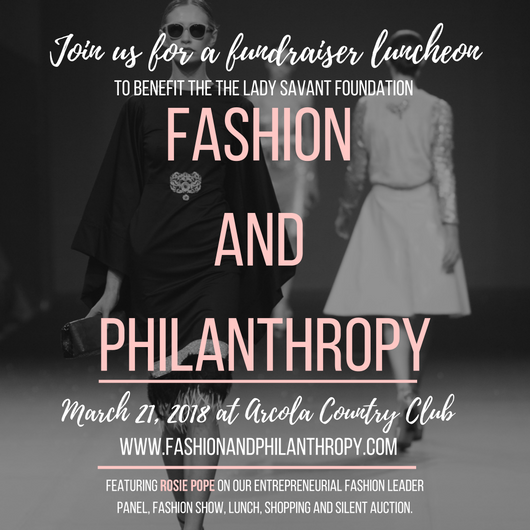 Join us for a fundraiser luncheon
TO BENEFIT THE THE LADY SAVANT FOUNDATION
FASHION
AND
PHILANTHROPY
March 21, 2018 at Arcola Country Club
WWW.FASHIONANDPHILANTHROPY.COM
FEATURING ROSIE POPE ON OUR ENTREPRENEURIAL FASHION LEADER
PANEL, FASHION SHOW, LUNCH, SHOPPING AND SILENT AUCTION.